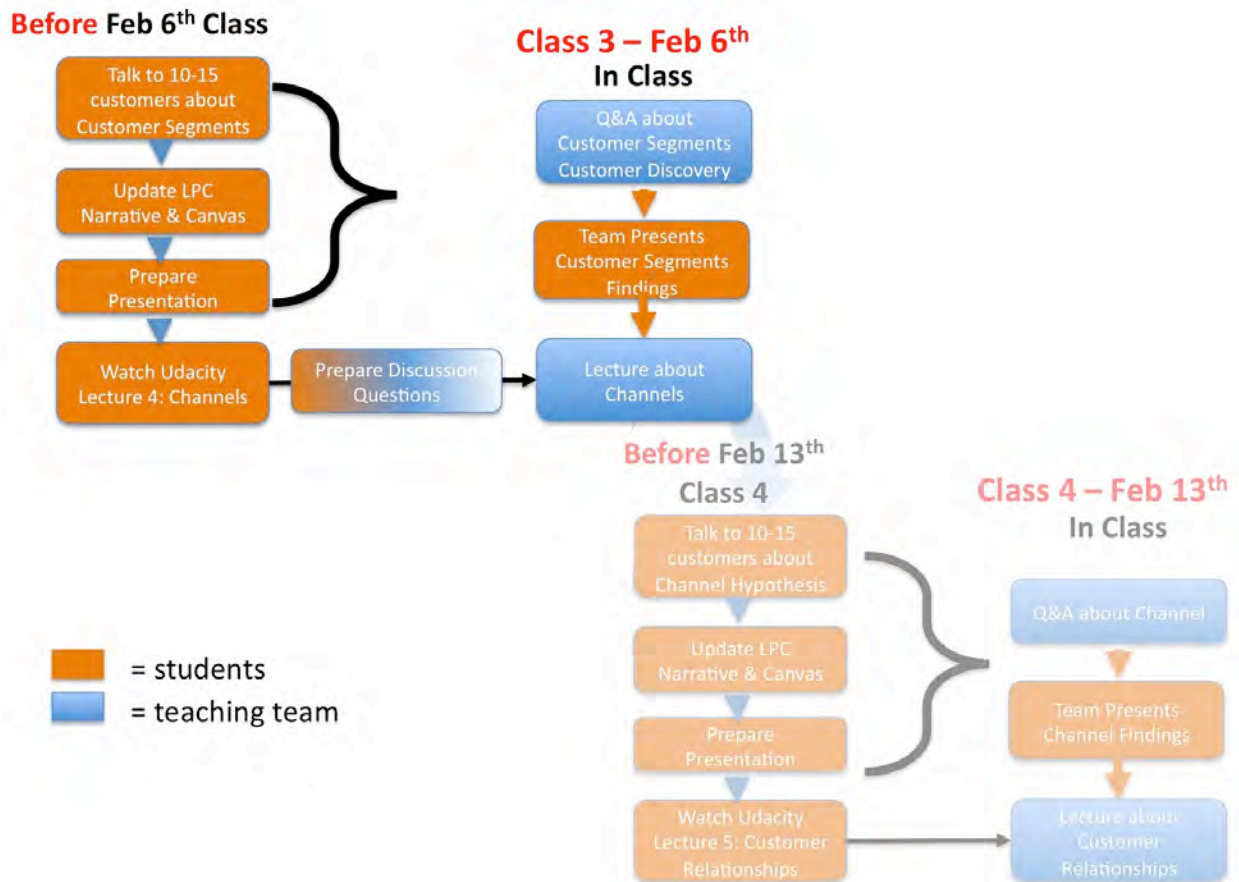 Before Feb 6th Class
Talk to 10-15
customers about
Customer Segments
Update LPC
Narrative & Canvas
Prepare
Presentation
Watch Udacity
Lecture 4: Channels
Prepare Discussion
Questions
Class 3 – Feb 6th
In Class
Q&A about
Customer Segments
Customer Discovery
Team Presents
Customer Segments
Findings
Lecture about
Channels
Before Feb 13th
Class 4
Talk to 10-15
customers about
Channel Hypothesis
Update LPC
Narrative & Canvas
Prepare
Presentation
Watch Udacity
Lecture 5: Customer
Relationships
Class 4 – Feb 13th
In Class
Q&A about Channel
Team Presents
Channel Findings
Lecture about
Customer
Relationships
= students
= teaching team